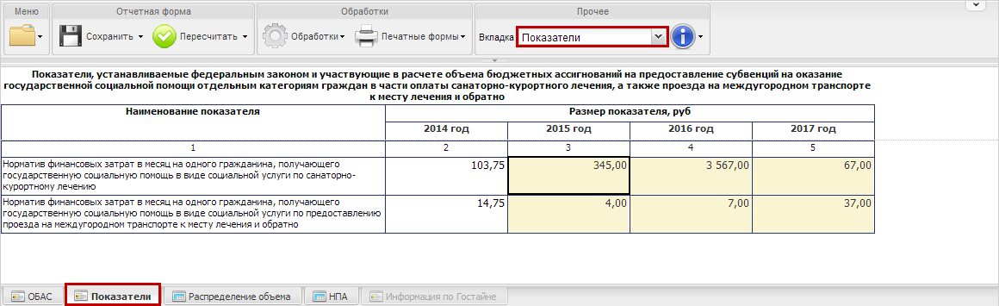 Меню
Отчетная форма
Обработки
Прочее
Сохранить
Пересчитать
Обработки
Печатные формы
Вкладка
Показатели
Показатели, устанавливаемые федеральным законом и участвующие в расчете объема бюджетных ассигнований на предоставление субвенций на оказание
государственной социальной помощи отдельным категориям граждан в части оплаты санаторно-курортного лечения, а также проезда на междугородном транспорте
к месту лечения и обратно
Наименование показателя
Размер показателя, руб
2014 год
2015 год
2016 год
2017 год
1
2
3
4
5
Норматив финансовых затрат в месяц на одного гражданина, получающего
государственную социальную помощь в виде социальной услуги по санаторно-
курортному лечению
103,75
345,00
3 567,00
67,00
Норматив финансовых затрат в месяц на одного гражданина, получающего
государственную социальную помощь в виде социальной услуги по предоставлению
проезда на междугородном транспорте к месту лечения и обратно
14,75
4,00
7,00
37,00
ОБАС
Показатели
Распределение объема
НПА
Информация по Гостайне